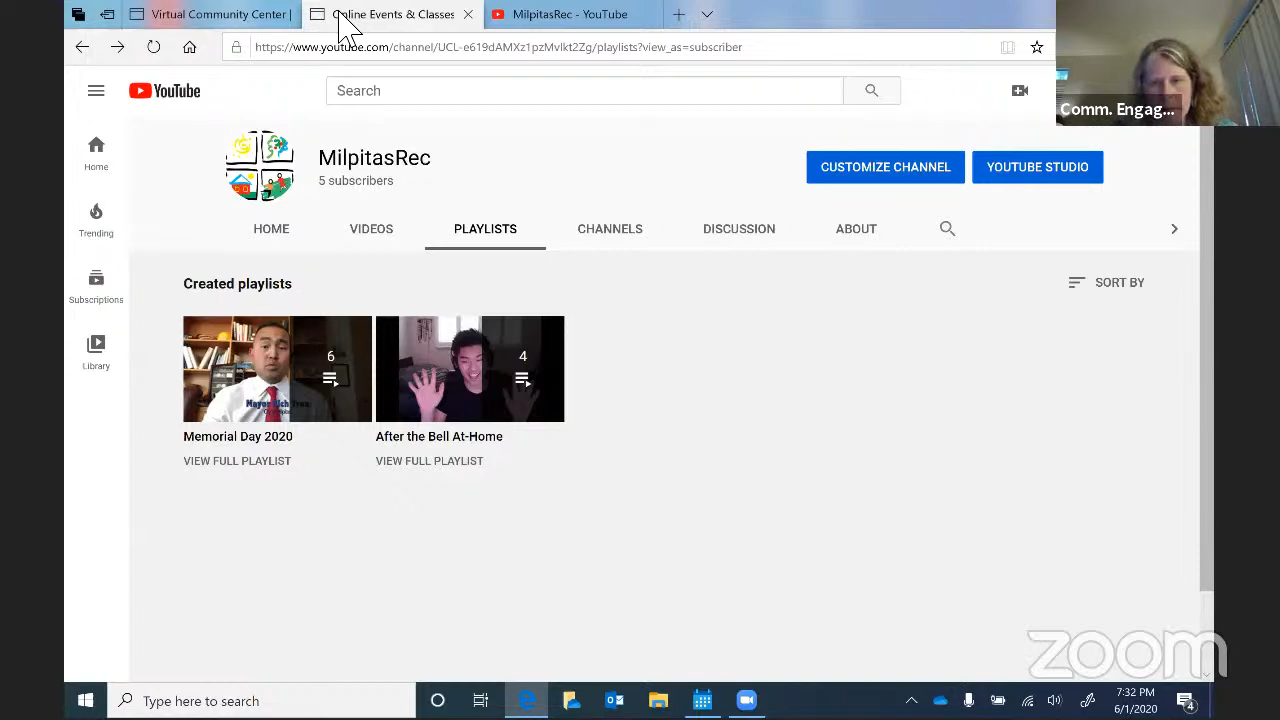 Virtual Community Center |
Online Events & Classes
MilpitasRec - YouTube
https://www.youtube.com/channel/UCL-e619dAMXz1pzMvlkt2Zg/playlists?view_as=subscriber
YouTube
Search
Comm. Engag...
Home
Trending
Subscriptions
Library
MilpitasRec
5 subscribers
CUSTOMIZE CHANNEL
YOUTUBE STUDIO
HOME
VIDEOS
PLAYLISTS
CHANNELS
DISCUSSION
ABOUT
Created playlists
SORT BY
6
4
Memorial Day 2020
After the Bell At-Home
VIEW FULL PLAYLIST
VIEW FULL PLAYLIST
zoom
Type here to search
7:32 PM
6/1/2020
4